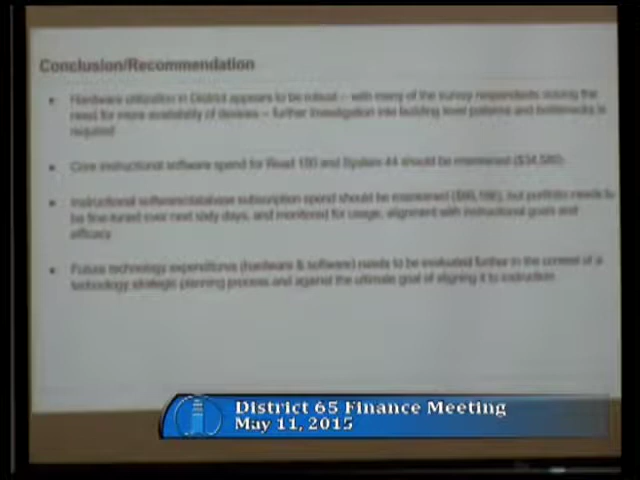 Conclusion/Recommendation
Hardware utilization in District appears to be robust – with many of the survey respondents stating the
need for more availability of devices – further investigation into building level patterns and bottlenecks is
required
Core instructional software spend for Read 180 and System 44 should be maintained
Instructional software/database subscription spend should be maintained but portfolio needs to
be fine-tuned over next sixty days, and monitored for usage, alignment with instructional goals and
efficacy
Future technology expenditures (hardware & software) needs to be evaluated further in the context of a
technology strategic planning process and against the ultimate goal of aligning it to instruction
District 65 Finance Meeting
May 11, 2015